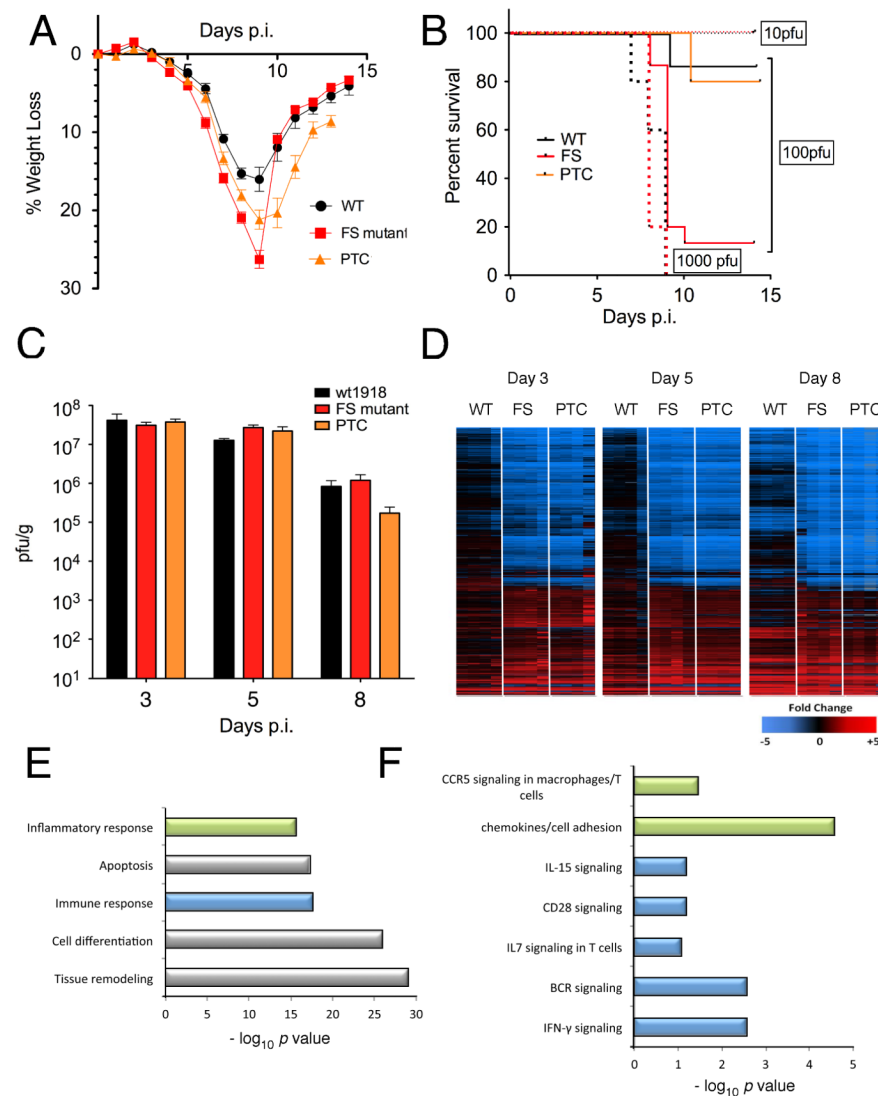 A
Days p.i.
0
5
10
15
0
10
20
30
% Weight Loss
WT
FS mutant
PTC
B
100
80
60
40
20
0
Percent survival
10pfu
WT
FS
PTC
100pfu
1000 pfu
0
5
10
15
Days p.i.
C
wt1918
FS mutant
PTC
10⁸
10⁷
10⁶
10⁵
10⁴
10³
10²
10¹
pfu/g
3
5
8
Days p.i.
D
Day 3
Day 5
Day 8
WT FS PTC
WT FS PTC
WT FS PTC
Fold Change
-5 0 +5
E
Inflammatory response
Apoptosis
Immune response
Cell differentiation
Tissue remodeling
0 5 10 15 20 25 30
- log₁₀ p value
F
CCR5 signaling in macrophages/T
cells
chemokines/cell adhesion
IL-15 signaling
CD28 signaling
IL7 signaling in T cells
BCR signaling
IFN-γ signaling
0 1 2 3 4 5
- log₁₀ p value